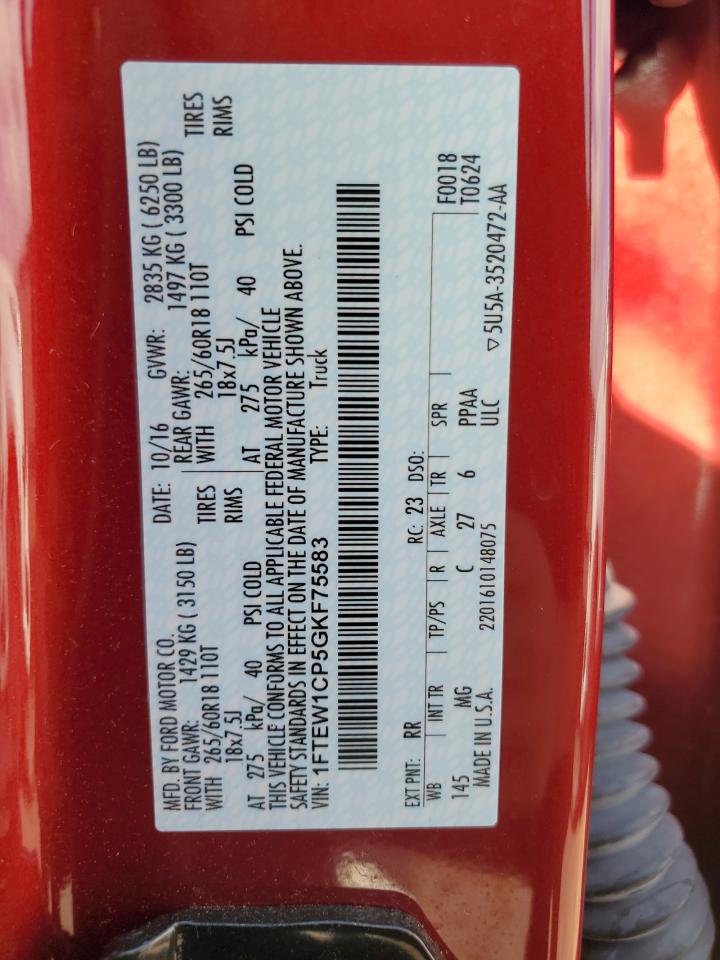 MFD. BY FORD MOTOR CO. DATE: 10/16 GVWR: 2835 KG ( 6250 LB)
FRONT GAWR: 1429 KG ( 3150 LB) REAR GAWR: 1497 KG ( 3300 LB)
WITH 265/60R18 110T TIRES WITH 265/60R18 110T TIRES
18x7.5J RIMS 18x7.5J RIMS
AT 275 kPa/ 40 PSI COLD AT 275 kPa/ 40 PSI COLD
THIS VEHICLE CONFORMS TO ALL APPLICABLE FEDERAL MOTOR VEHICLE
SAFETY STANDARDS IN EFFECT ON THE DATE OF MANUFACTURE SHOWN ABOVE.
VIN: 1FTEW1CP5GKF75583 TYPE: Truck
EXT PNT: RR RC: 23 DSO: F0018
WB INT TR TP/PS R AXLE TR SPR T0624
145 MG C 27 6 PPAA
MADE IN U.S.A. 2201610148075 ULC ▽5U5A-3520472-AA